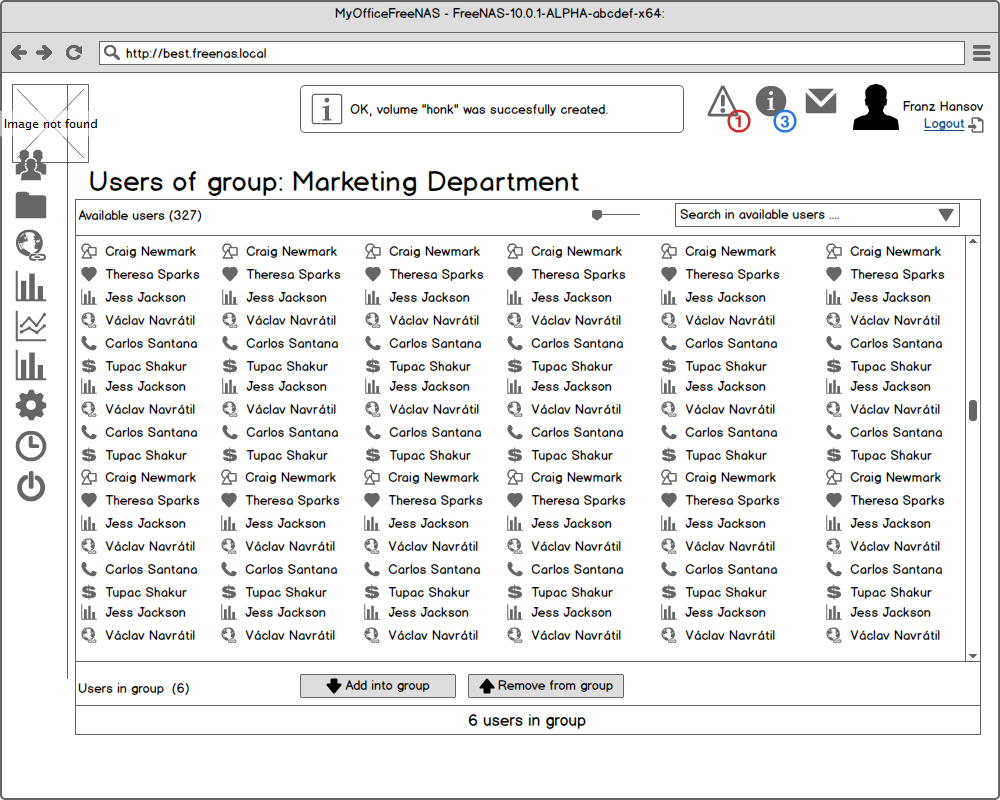 MyOfficeFreeNAS - FreeNAS-10.0.1-ALPHA-abcdef-x64:
http://best.freenas.local
Image not found
OK, volume "honk" was succesfully created.
1
3
Franz Hansov
Logout
Users of group: Marketing Department
Available users (327)
Search in available users ....
Craig Newmark Craig Newmark Craig Newmark Craig Newmark Craig Newmark Craig Newmark
Theresa Sparks Theresa Sparks Theresa Sparks Theresa Sparks Theresa Sparks Theresa Sparks
Jess Jackson Jess Jackson Jess Jackson Jess Jackson Jess Jackson Jess Jackson
Václav Navrátil Václav Navrátil Václav Navrátil Václav Navrátil Václav Navrátil Václav Navrátil
Carlos Santana Carlos Santana Carlos Santana Carlos Santana Carlos Santana Carlos Santana
Tupac Shakur Tupac Shakur Tupac Shakur Tupac Shakur Tupac Shakur Tupac Shakur
Jess Jackson Jess Jackson Jess Jackson Jess Jackson Jess Jackson Jess Jackson
Václav Navrátil Václav Navrátil Václav Navrátil Václav Navrátil Václav Navrátil Václav Navrátil
Carlos Santana Carlos Santana Carlos Santana Carlos Santana Carlos Santana Carlos Santana
Tupac Shakur Tupac Shakur Tupac Shakur Tupac Shakur Tupac Shakur Tupac Shakur
Craig Newmark Craig Newmark Craig Newmark Craig Newmark Craig Newmark Craig Newmark
Theresa Sparks Theresa Sparks Theresa Sparks Theresa Sparks Theresa Sparks Theresa Sparks
Jess Jackson Jess Jackson Jess Jackson Jess Jackson Jess Jackson Jess Jackson
Václav Navrátil Václav Navrátil Václav Navrátil Václav Navrátil Václav Navrátil Václav Navrátil
Carlos Santana Carlos Santana Carlos Santana Carlos Santana Carlos Santana Carlos Santana
Tupac Shakur Tupac Shakur Tupac Shakur Tupac Shakur Tupac Shakur Tupac Shakur
Jess Jackson Jess Jackson Jess Jackson Jess Jackson Jess Jackson Jess Jackson
Václav Navrátil Václav Navrátil Václav Navrátil Václav Navrátil Václav Navrátil Václav Navrátil
Users in group (6)
Add into group
Remove from group
6 users in group